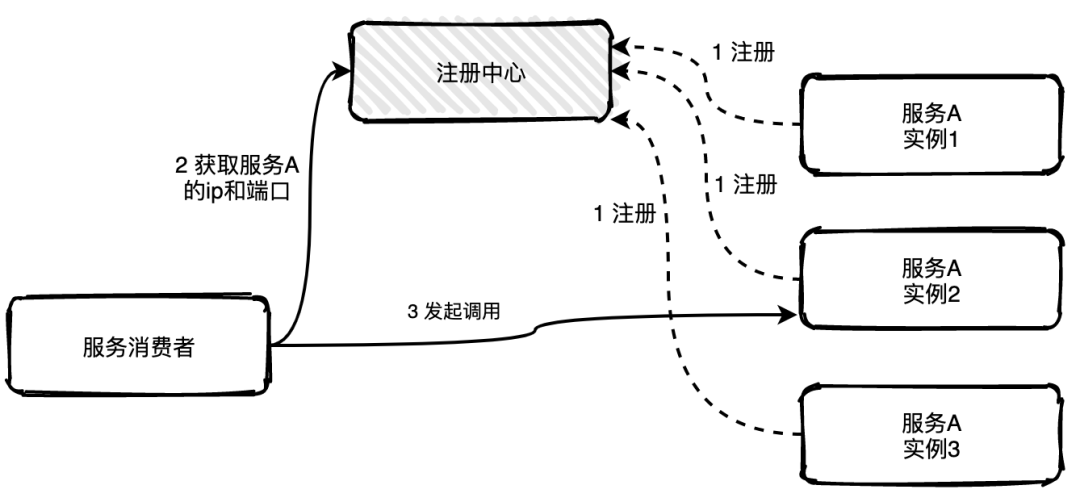 注册中心
1 注册
服务A
实例1
2 获取服务A
的ip和端口
1 注册
1 注册
服务A
实例2
3 发起调用
服务消费者
服务A
实例3